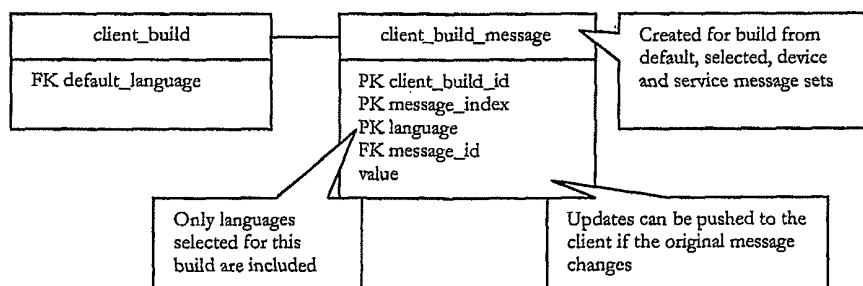 client_build
FK default_language
client_build_message
PK client_build_id
PK message_index
PK language
FK message_id
value
Created for build from
default, selected, device
and service message sets
Only languages
selected for this
build are included
Updates can be pushed to the
client if the original message
changes